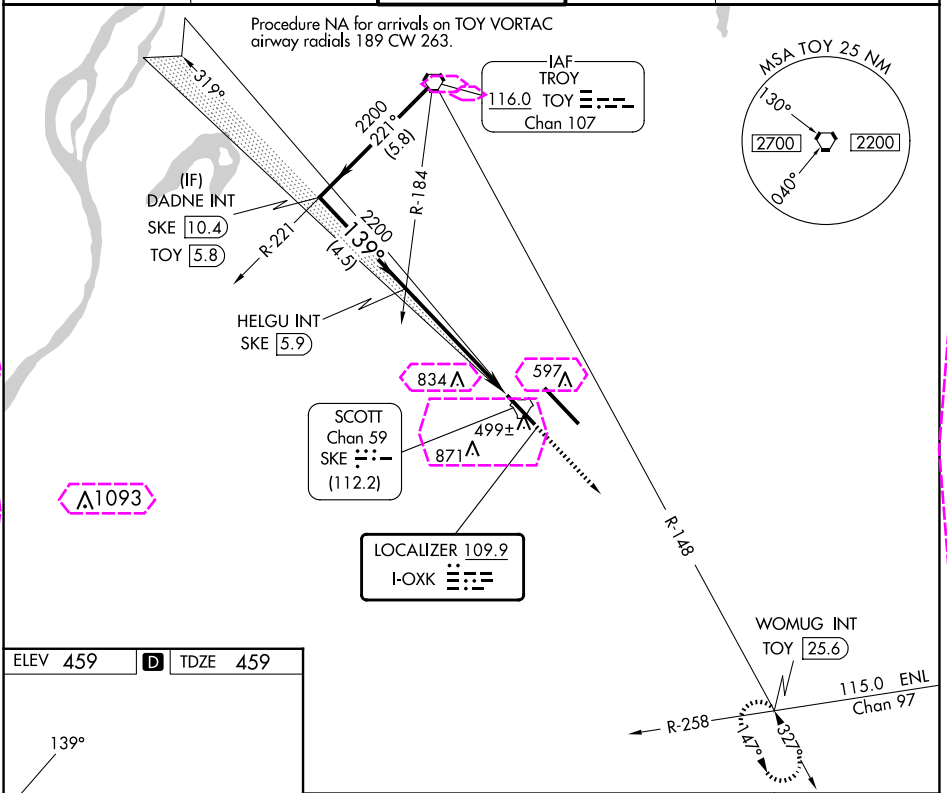 Procedure NA for arrivals on TOY VORTAC
airway radials 189 CW 263.
IAF
TROY
116.0 TOY
Chan 107
MSA TOY 25 NM
130°
2700
2200
040°
319°
2200
221°
(5.8)
R-184
(IF)
DADNE INT
SKE 10.4
TOY 5.8
R-221
2200
139°
(4.5)
HELGU INT
SKE 5.9
834
597
499±
871
SCOTT
Chan 59
SKE
(112.2)
1093
LOCALIZER 109.9
I-OXK
R-148
WOMUG INT
TOY 25.6
115.0 ENL
Chan 97
R-258
147°
327°
ELEV 459 D TDZE 459
139°